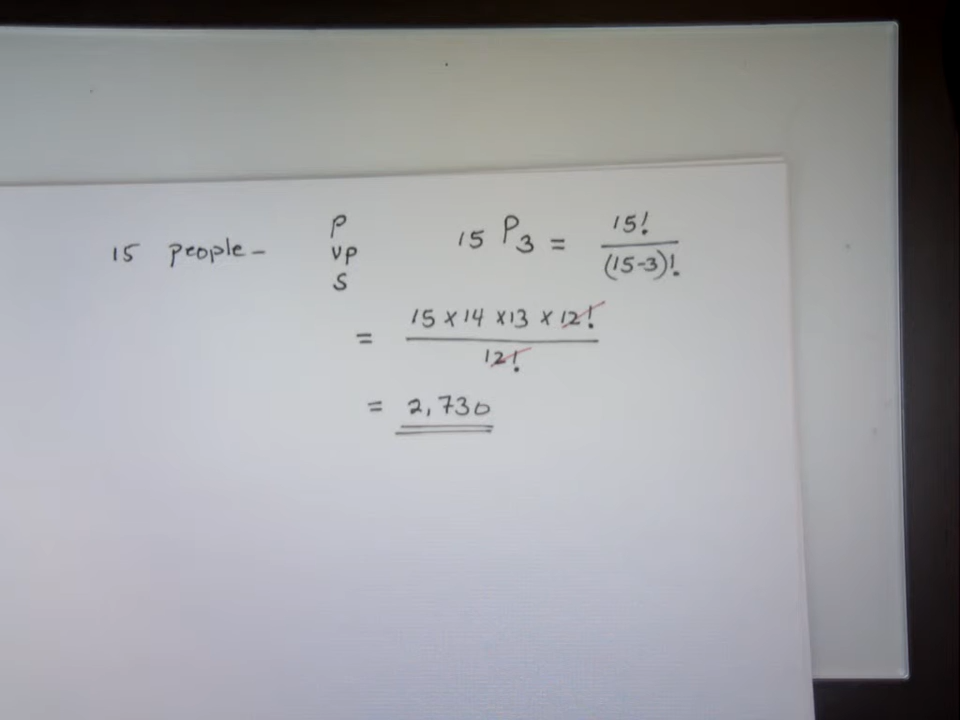 15 people - P VP S 15 P3 = 15! / (15-3)!
= 15 x 14 x 13 x 12! / 12!
= 2,730